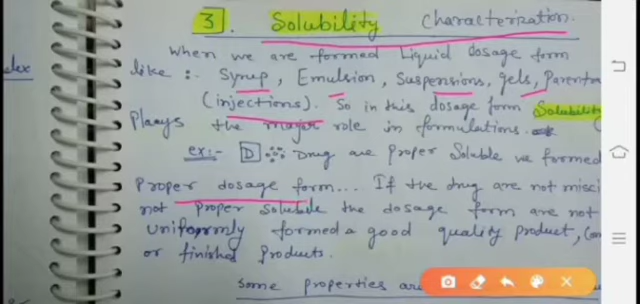 3. Solubility Characterization.
When we are formed Liquid dosage form
like :- Syrup, Emulsion, Suspensions, gels, Parentra
(injections). So in this dosage form Solubility
Plays the major role in formulations.
ex:- D Drug are Proper Soluble we formed
Proper dosage form... If the drug are not misci
not Proper Soluble the dosage form are not
uniformly formed a good quality product,
or finished Products.
Some properties are